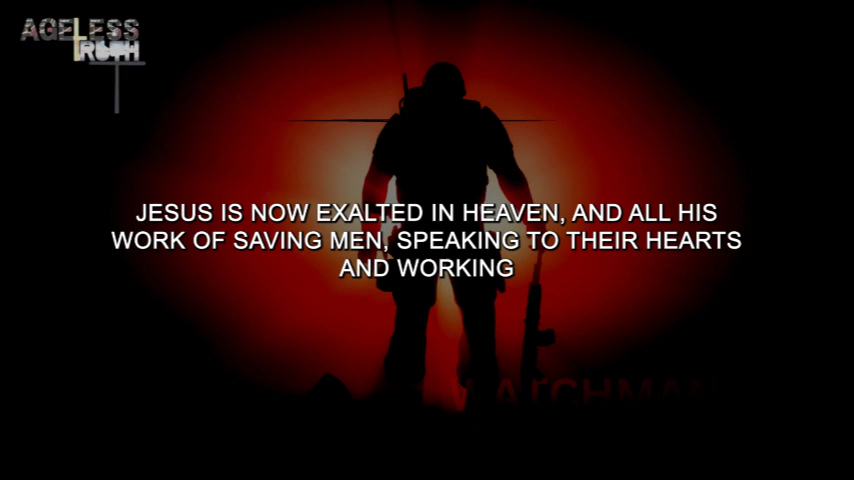 AGELESS
TRUTH
JESUS IS NOW EXALTED IN HEAVEN, AND ALL HIS
WORK OF SAVING MEN, SPEAKING TO THEIR HEARTS
AND WORKING
WATCHMAN